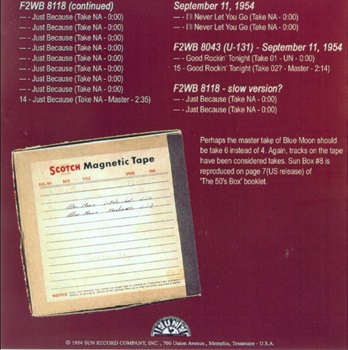 F2WB 8118 (continued)
--- - Just Because (Take NA - 0:00)
--- - Just Because (Take NA - 0:00)
--- - Just Because (Take NA - 0:00)
--- - Just Because (Take NA - 0:00)
--- - Just Because (Take NA - 0:00)
--- - Just Because (Take NA - 0:00)
--- - Just Because (Take NA - 0:00)
--- - Just Because (Take NA - 0:00)
14 - Just Because (Take NA - Master - 2:35)
September 11, 1954
--- - I'll Never Let You Go (Take NA - 0:00)
--- - I'll Never Let You Go (Take NA - 0:00)
F2WB 8043 (U-131) - September 11, 1954
--- - Good Rockin' Tonight (Take 01 - UN - 0:00)
15 - Good Rockin' Tonight (Take 02? - Master - 2:14)
F2WB 8118 - slow version?
--- - Just Because (Take NA - 0:00)
--- - Just Because (Take NA - 0:00)
Perhaps the master take of Blue Moon should
be take 6 instead of 4. Again, tracks on the tape
have been considered takes. Sun Box #8 is
reproduced on page 7(US release) of
'The 50's Box' booklet.
SCOTCH Magnetic Tape
DATE
TITLE
Blue Moon
Blue Moon
© 1954 SUN RECORD COMPANY, INC., 706 Union Avenue, Memphis, Tennessee - U.S.A.
SUN